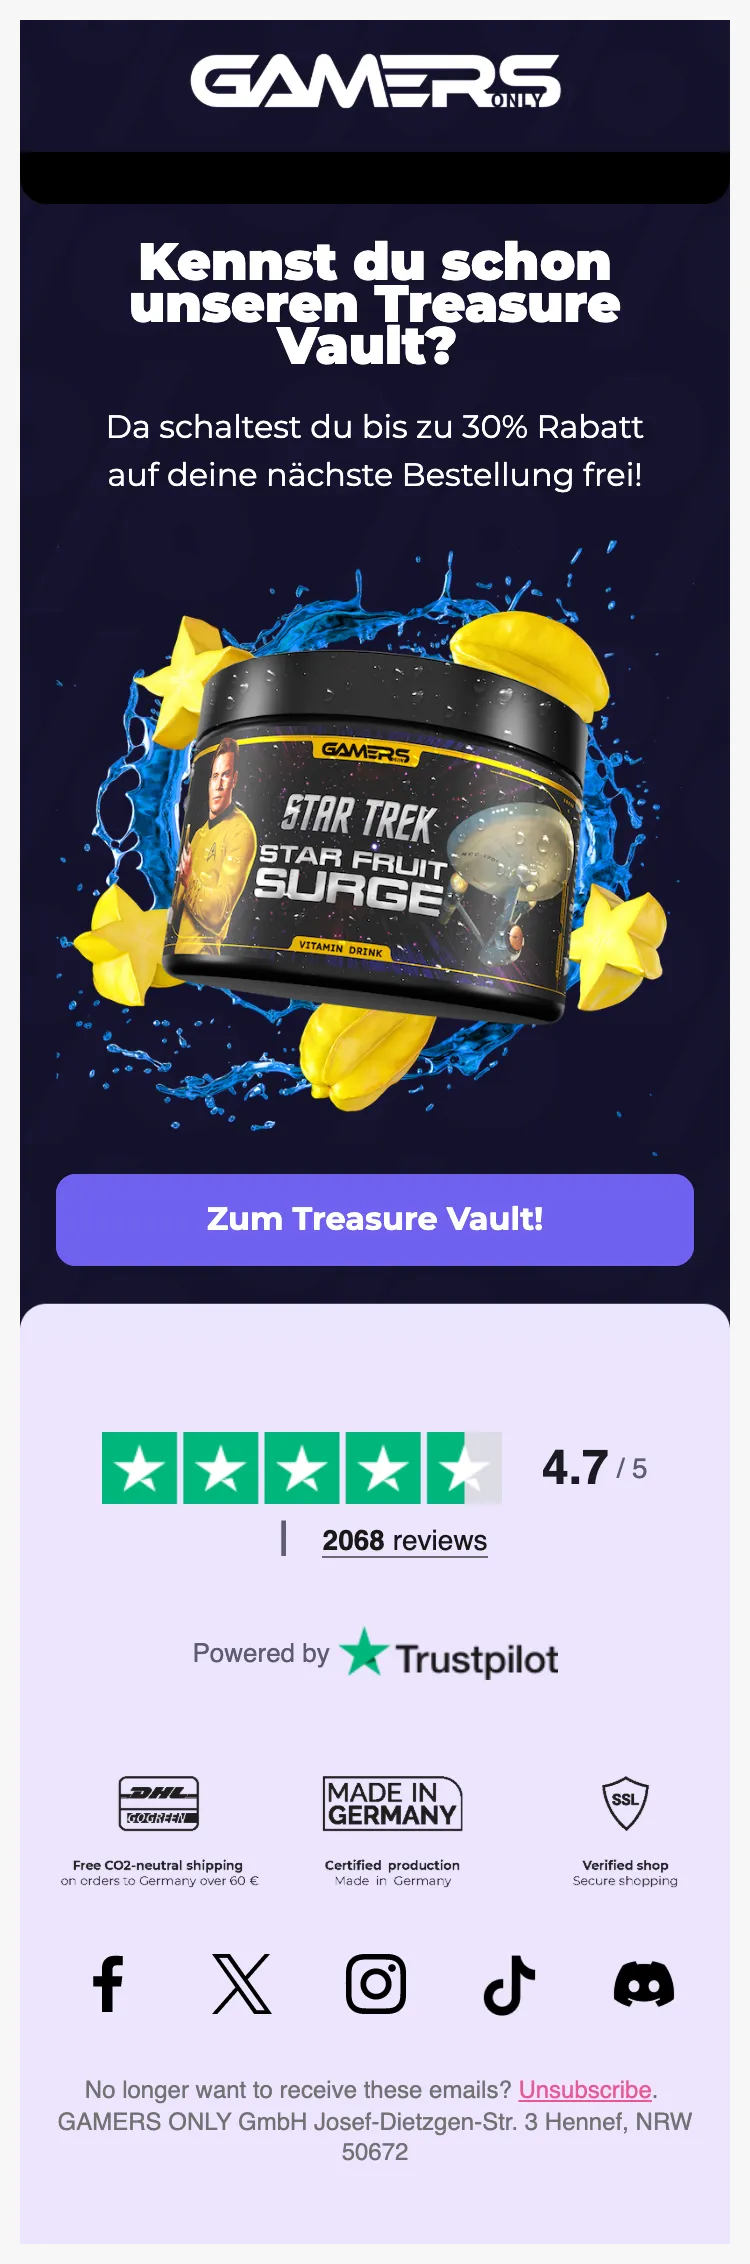 GAMERS
ONLY
Kennst du schon
unseren Treasure
Vault?
Da schaltest du bis zu 30% Rabatt
auf deine nächste Bestellung frei!
GAMERS
STAR TREK
STAR FRUIT
SURGE
VITAMIN DRINK
Zum Treasure Vault!
4.7 / 5
| 2068 reviews
Powered by Trustpilot
DHL
GOGREEN
MADE IN
GERMANY
SSL
Free CO2-neutral shipping
on orders to Germany over 60 €
Certified production
Made in Germany
Verified shop
Secure shopping
No longer want to receive these emails? Unsubscribe.
GAMERS ONLY GmbH Josef-Dietzgen-Str. 3 Hennef, NRW
50672